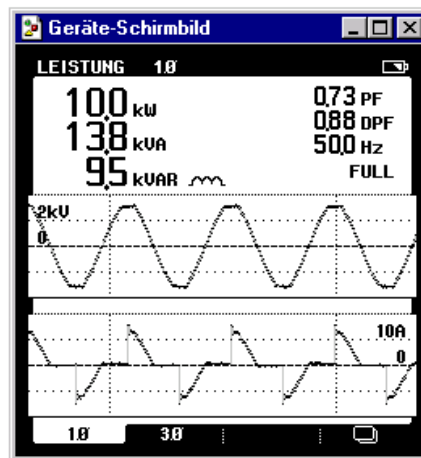 Geräte-Schirmbild
LEISTUNG 1Ø
10,0 kW
13,8 kVA
9,5 kVAR
0,73 PF
0,88 DPF
50,0 Hz
FULL
2kV
0
10A
0
1Ø 3Ø